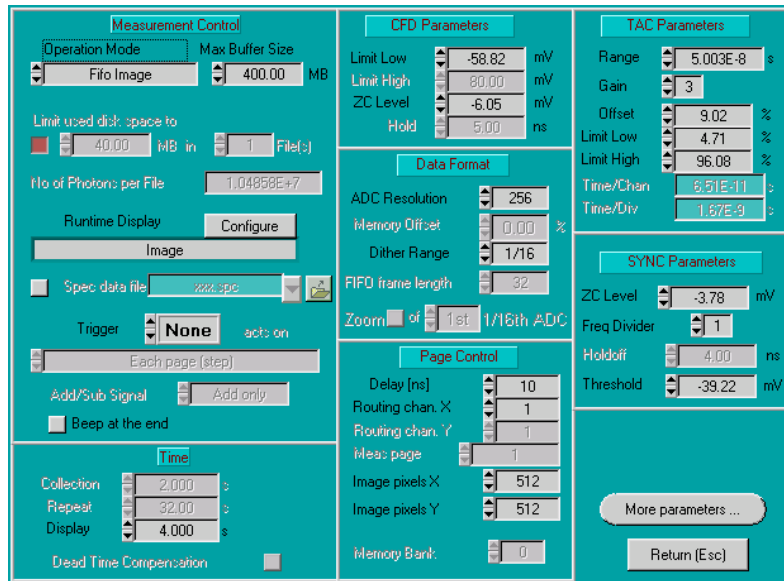 Measurement Control
Operation Mode Max Buffer Size
Fifo Image 400.00 MB
Limit used disk space to
40.00 MB in 1 File(s)
No of Photons per File 1.04858E+7
Runtime Display Configure
Image
Spec data file xxx.spc
Trigger None acts on
Each page (step)
Add/Sub Signal Add only
Beep at the end
Time
Collection 2.000 s
Repeat 32.00 s
Display 4.000 s
Dead Time Compensation
CFD Parameters
Limit Low -58.82 mV
Limit High 80.00 mV
ZC Level -6.05 mV
Hold 5.00 ns
Data Format
ADC Resolution 256
Memory Offset 0.00 %
Dither Range 1/16
FIFO frame length 32
Zoom of 1st 1/16th ADC
Page Control
Delay [ns] 10
Routing chan. X 1
Routing chan. Y 1
Meas page 1
Image pixels X 512
Image pixels Y 512
Memory Bank 0
TAC Parameters
Range 5.003E-8 s
Gain 3
Offset 9.02 %
Limit Low 4.71 %
Limit High 96.08 %
Time/Chan 6.51E-11 s
Time/Div 1.67E-9 s
SYNC Parameters
ZC Level -3.78 mV
Freq Divider 1
Holdoff 4.00 ns
Threshold -39.22 mV
More parameters ...
Return (Esc)